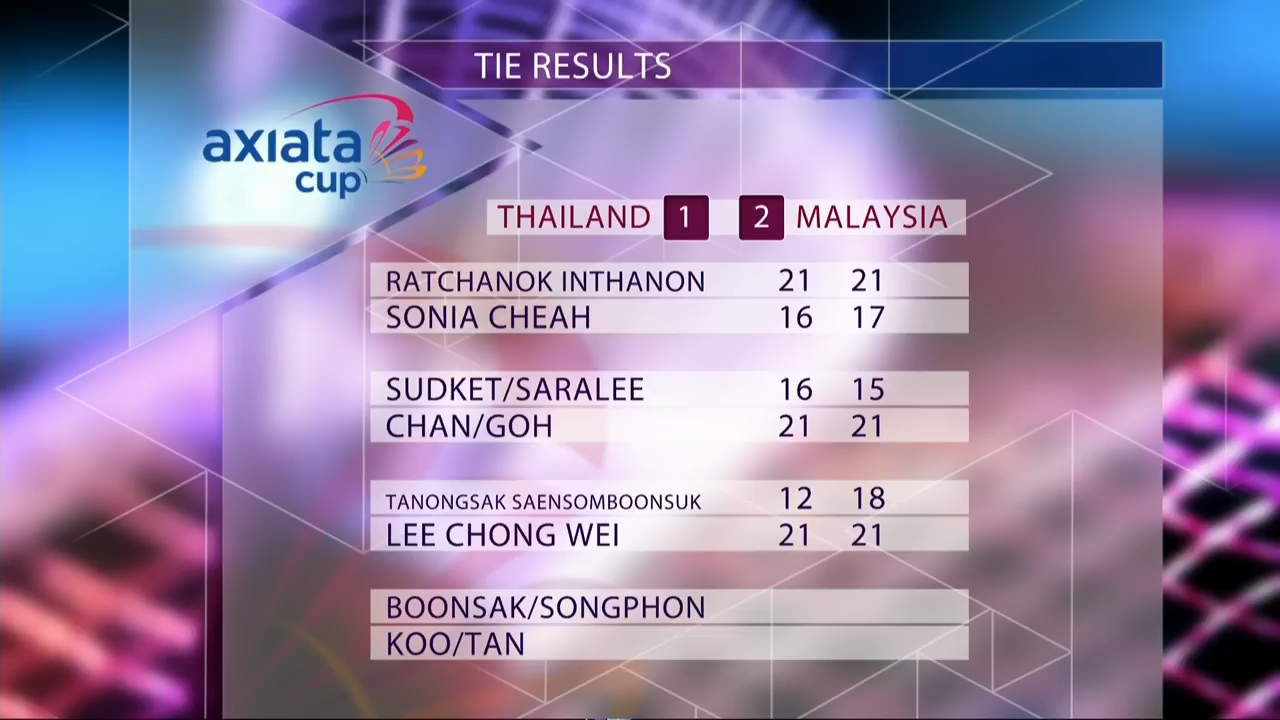 TIE RESULTS
axiata
cup
THAILAND 1 2 MALAYSIA
RATCHANOK INTHANON 21 21
SONIA CHEAH 16 17
SUDKET/SARALEE 16 15
CHAN/GOH 21 21
TANONGSAK SAENSOMBOONSUK 12 18
LEE CHONG WEI 21 21
BOONSAK/SONGPHON
KOO/TAN